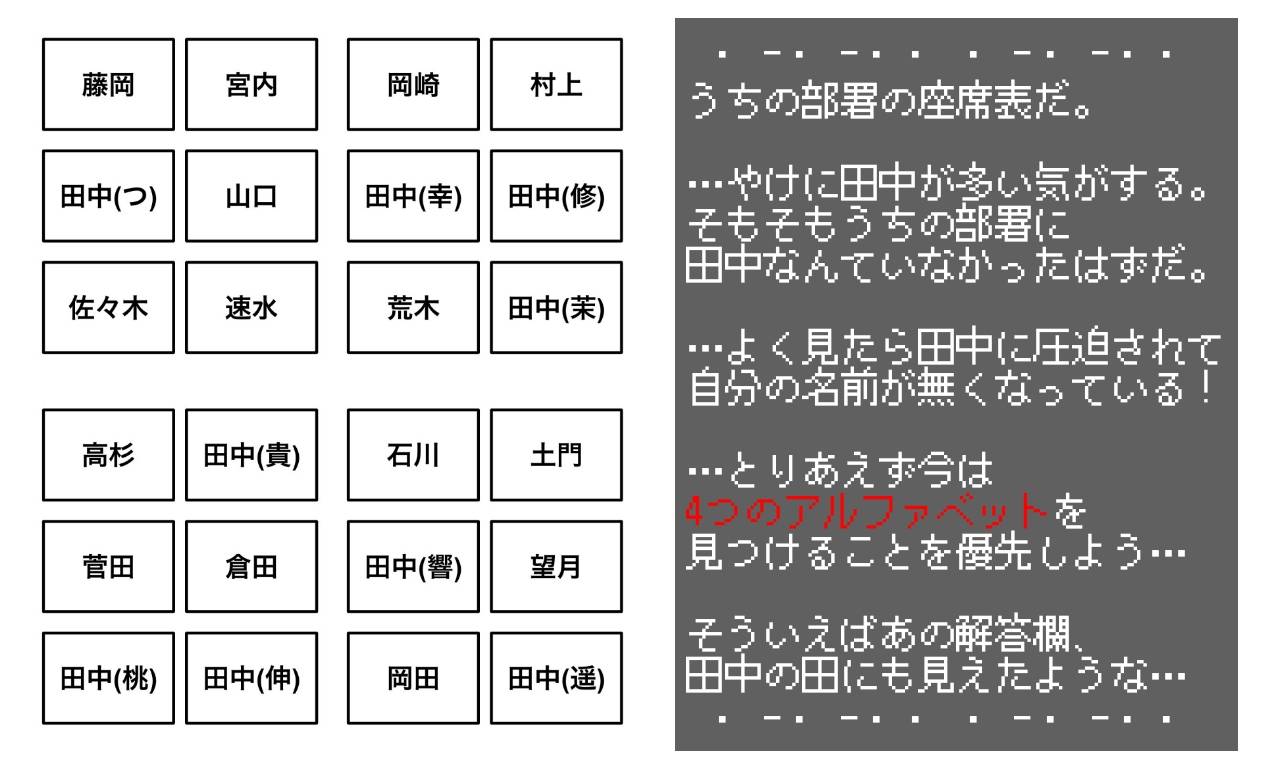 藤岡 宮内 岡崎 村上
田中(つ) 山口 田中(幸) 田中(修)
佐々木 速水 荒木 田中(茉)
高杉 田中(貴) 石川 土門
菅田 倉田 田中(響) 望月
田中(桃) 田中(伸) 岡田 田中(遥)
. -. -. . . -. -. .
うちの部署の座席表だ。
…やけに田中が多い気がする。
そもそもうちの部署に
田中なんていなかったはずだ。
…よく見たら田中に圧迫されて
自分の名前が無くなっている！
…とりあえず今は
4つのアルファベットを
見つけることを優先しよう…
そういえばあの解答欄、
田中の田にも見えたような…
. -. -. . . -. -. .